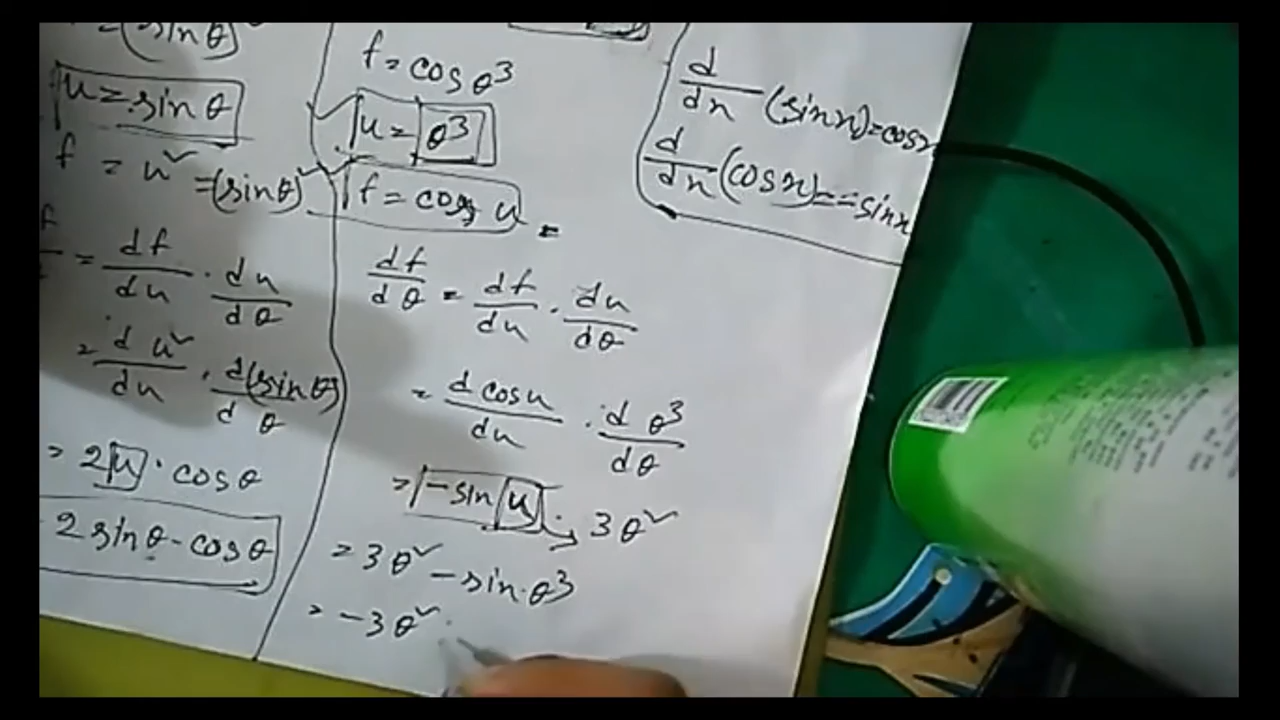 = (sin θ)
u = sin θ
f = u² = (sin θ)²
= df/du · du/dθ
= d u²/du · d(sin θ)/d θ
= 2 u · cos θ
2 sin θ - cos θ
f = cos θ³
u = θ³
f = cos u =
df/dθ = df/du · du/dθ
= d cos u/du · d θ³/dθ
= -sin u · 3θ²
= 3θ² - sin · θ³
= -3θ² ·
d/dx (sin x) = cos x
d/dx (cos x) = -sin x